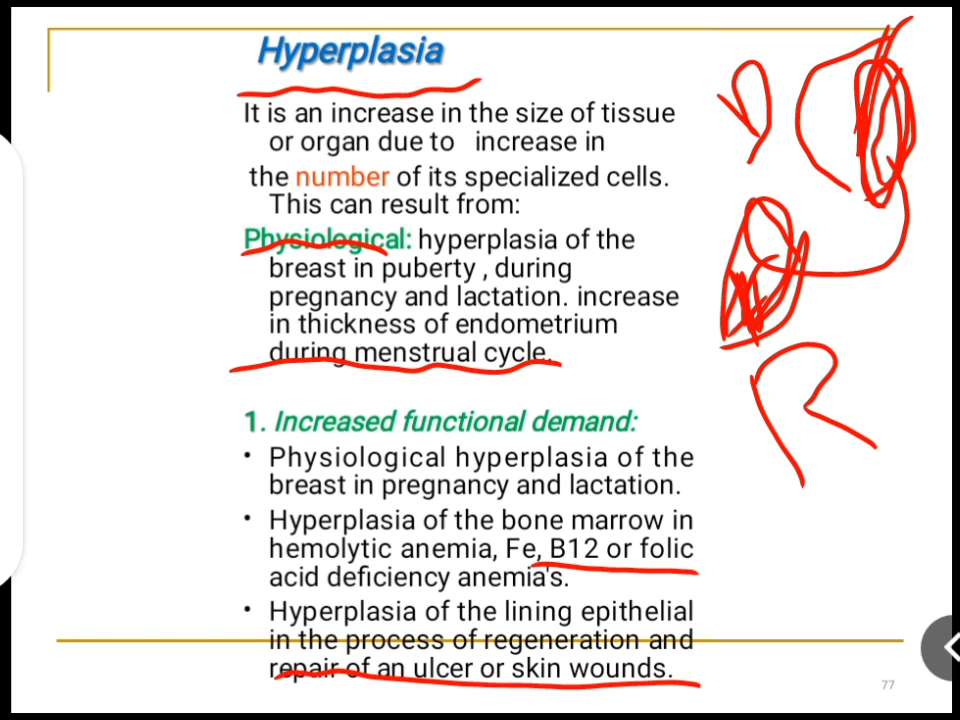 Hyperplasia
It is an increase in the size of tissue
or organ due to increase in
the number of its specialized cells.
This can result from:
Physiological: hyperplasia of the
breast in puberty , during
pregnancy and lactation. increase
in thickness of endometrium
during menstrual cycle.
1. Increased functional demand:
• Physiological hyperplasia of the
breast in pregnancy and lactation.
• Hyperplasia of the bone marrow in
hemolytic anemia, Fe, B12 or folic
acid deficiency anemia's.
• Hyperplasia of the lining epithelial
in the process of regeneration and
repair of an ulcer or skin wounds.
77